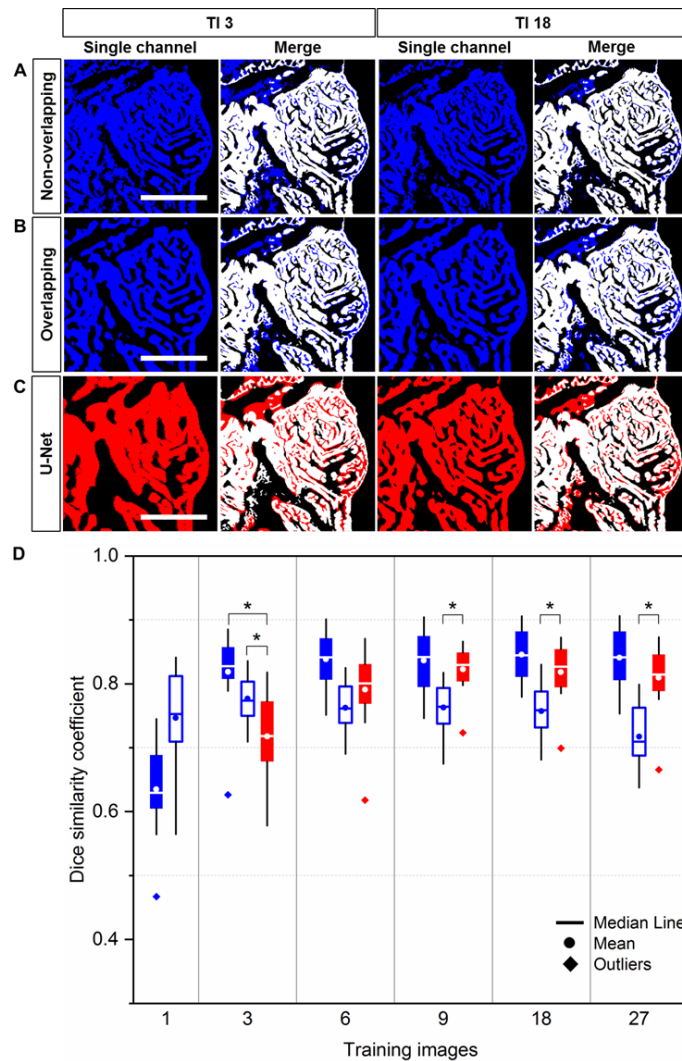 TI 3 TI 18
Single channel Merge Single channel Merge
A
Non-overlapping
B
Overlapping
C
U-Net
D
1.0
0.8
0.6
0.4
Dice similarity coefficient
* * * * *
Median Line
Mean
Outliers
1 3 6 9 18 27
Training images